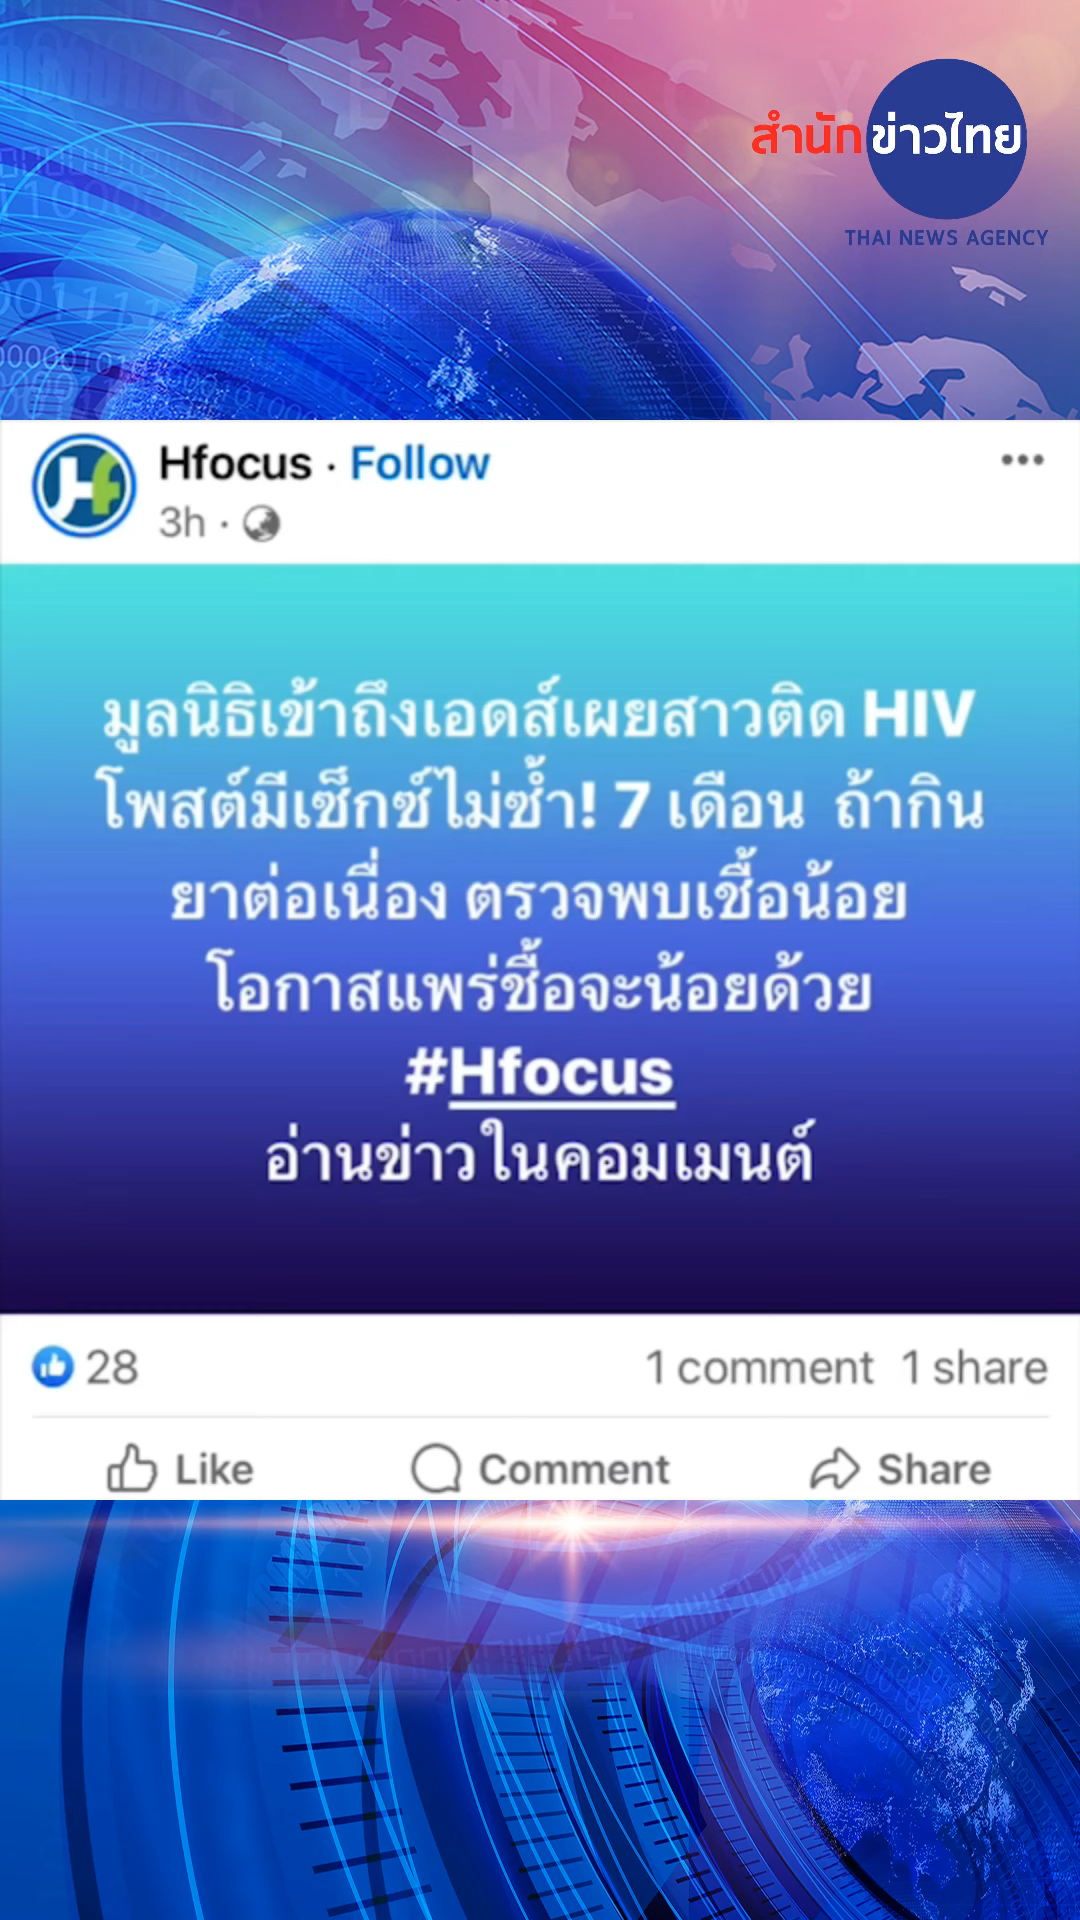 สำนักข่าวไทย
THAI NEWS AGENCY
Hfocus · Follow
3h ·
มูลนิธิเข้าถึงเอดส์เผยสาวติด HIV
โพสต์มีเซ็กซ์ไม่ซ้ำ! 7 เดือน ถ้ากิน
ยาต่อเนื่อง ตรวจพบเชื้อน้อย
โอกาสแพร่ชื้อจะน้อยด้วย
#Hfocus
อ่านข่าวในคอมเมนต์
28
1 comment 1 share
Like Comment Share